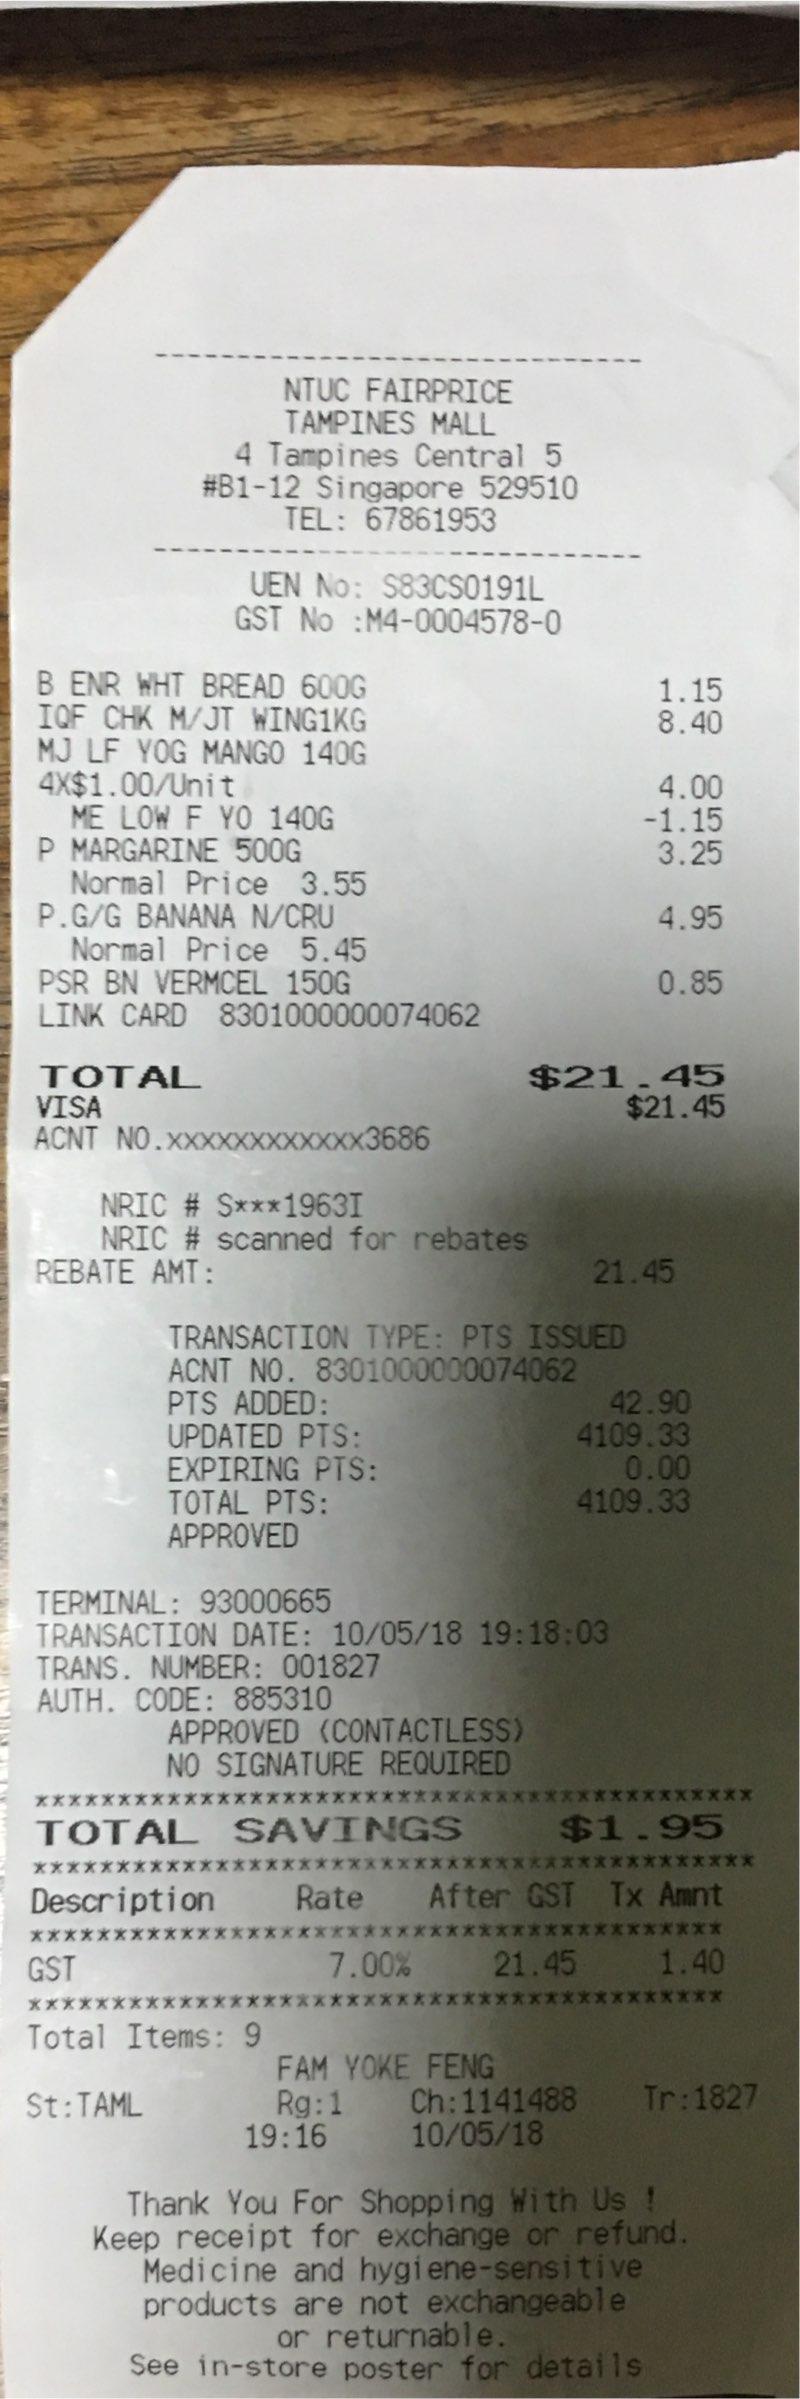 ------------------------------
NTUC FAIRPRICE
TAMPINES MALL
4 Tampines Central 5
#B1-12 Singapore 529510
TEL: 67861953
------------------------------
UEN No: S83CS0191L
GST No :M4-0004578-0
B ENR WHT BREAD 600G 1.15
IQF CHK M/JT WING1KG 8.40
MJ LF YOG MANGO 140G
4X$1.00/Unit 4.00
ME LOW F YO 140G -1.15
P MARGARINE 500G 3.25
Normal Price 3.55
P.G/G BANANA N/CRU 4.95
Normal Price 5.45
PSR BN VERMCEL 150G 0.85
LINK CARD 8301000000074062
TOTAL $21.45
VISA $21.45
ACNT NO.xxxxxxxxxxxx3686
NRIC # S***1963I
NRIC # scanned for rebates
REBATE AMT: 21.45
TRANSACTION TYPE: PTS ISSUED
ACNT NO. 8301000000074062
PTS ADDED: 42.90
UPDATED PTS: 4109.33
EXPIRING PTS: 0.00
TOTAL PTS: 4109.33
APPROVED
TERMINAL: 93000665
TRANSACTION DATE: 10/05/18 19:18:03
TRANS. NUMBER: 001827
AUTH. CODE: 885310
APPROVED (CONTACTLESS)
NO SIGNATURE REQUIRED
********************************************
TOTAL SAVINGS $1.95
********************************************
Description Rate After GST Tx Amnt
******************************************
GST 7.00% 21.45 1.40
******************************************
Total Items: 9
FAM YOKE FENG
St:TAML Rg:1 Ch:1141488 Tr:1827
19:16 10/05/18
Thank You For Shopping With Us !
Keep receipt for exchange or refund.
Medicine and hygiene-sensitive
products are not exchangeable
or returnable.
See in-store poster for details